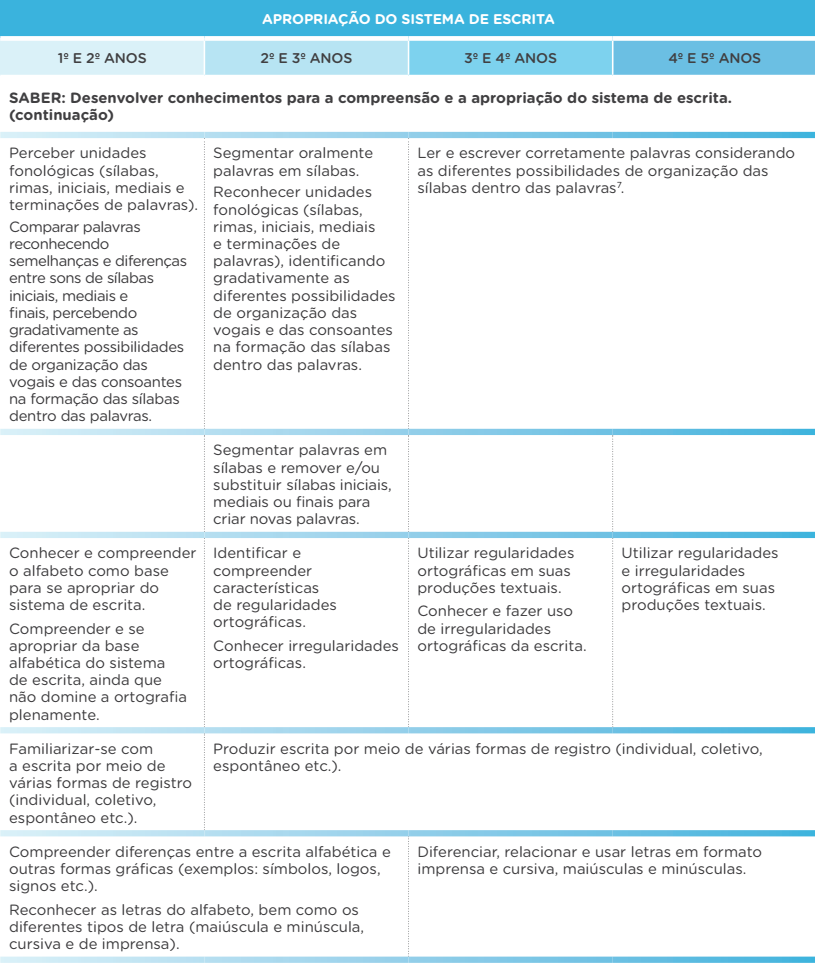 APROPRIAÇÃO DO SISTEMA DE ESCRITA
1º E 2º ANOS
2º E 3º ANOS
3º E 4º ANOS
4º E 5º ANOS
SABER: Desenvolver conhecimentos para a compreensão e a apropriação do sistema de escrita.
(continuação)
Perceber unidades
fonológicas (sílabas,
rimas, iniciais, mediais e
terminações de palavras).
Comparar palavras
reconhecendo
semelhanças e diferenças
entre sons de sílabas
iniciais, mediais e
finais, percebendo
gradativamente as
diferentes possibilidades
de organização das
vogais e das consoantes
na formação das sílabas
dentro das palavras.
Segmentar oralmente
palavras em sílabas.
Reconhecer unidades
fonológicas (sílabas,
rimas, iniciais, mediais
e terminações de
palavras), identificando
gradativamente as
diferentes possibilidades
de organização das
vogais e das consoantes
na formação das sílabas
dentro das palavras.
Ler e escrever corretamente palavras considerando
as diferentes possibilidades de organização das
sílabas dentro das palavras⁷.
Segmentar palavras em
sílabas e remover e/ou
substituir sílabas iniciais,
mediais ou finais para
criar novas palavras.
Conhecer e compreender
o alfabeto como base
para se apropriar do
sistema de escrita.
Compreender e se
apropriar da base
alfabética do sistema
de escrita, ainda que
não domine a ortografia
plenamente.
Identificar e
compreender
características
de regularidades
ortográficas.
Conhecer irregularidades
ortográficas.
Utilizar regularidades
ortográficas em suas
produções textuais.
Conhecer e fazer uso
de irregularidades
ortográficas da escrita.
Utilizar regularidades
e irregularidades
ortográficas em suas
produções textuais.
Familiarizar-se com
a escrita por meio de
várias formas de registro
(individual, coletivo,
espontâneo etc.).
Produzir escrita por meio de várias formas de registro (individual, coletivo,
espontâneo etc.).
Compreender diferenças entre a escrita alfabética e
outras formas gráficas (exemplos: símbolos, logos,
signos etc.).
Reconhecer as letras do alfabeto, bem como os
diferentes tipos de letra (maiúscula e minúscula,
cursiva e de imprensa).
Diferenciar, relacionar e usar letras em formato
imprensa e cursiva, maiúsculas e minúsculas.